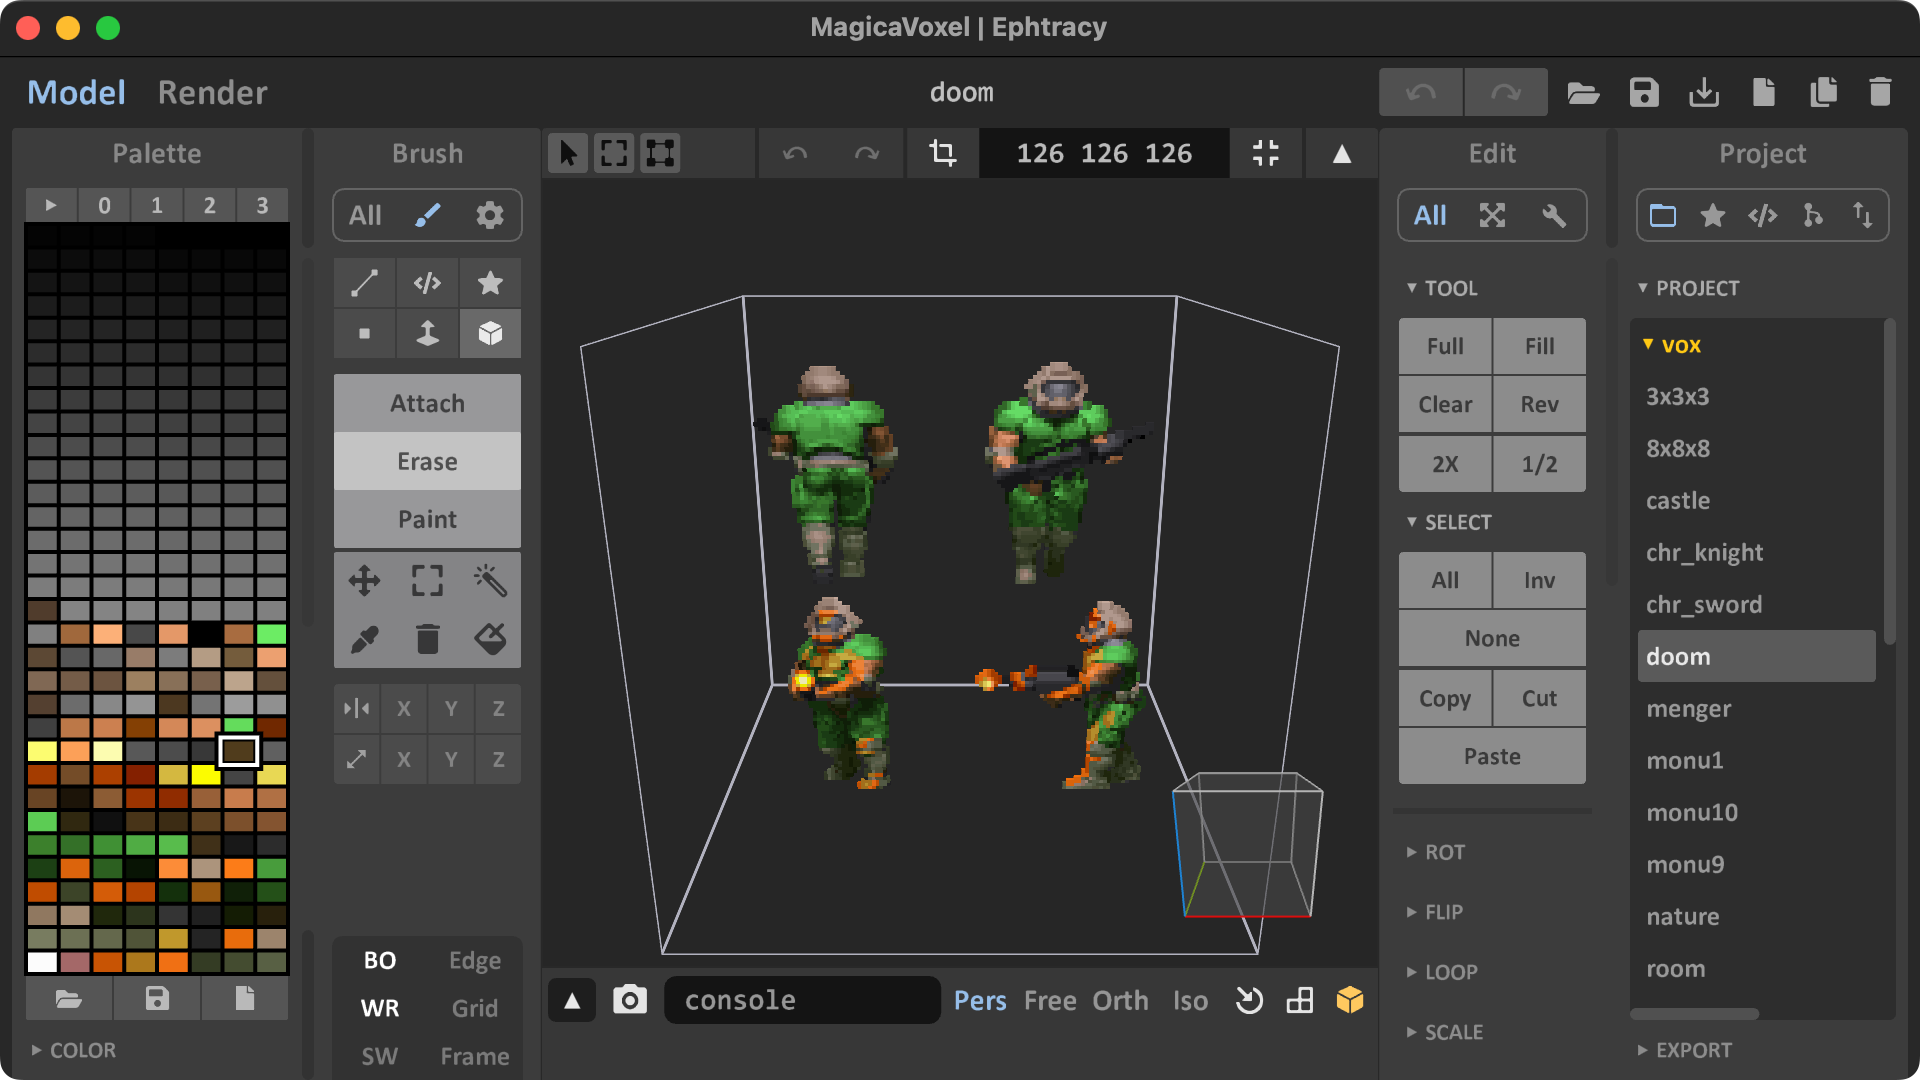 MagicaVoxel | Ephtracy
Model Render
doom
Palette
0 1 2 3
COLOR
Brush
All
Attach
Erase
Paint
X Y Z
X Y Z
BO Edge
WR Grid
SW Frame
126 126 126
console
Pers Free Orth Iso
Edit
All
TOOL
Full Fill
Clear Rev
2X 1/2
SELECT
All Inv
None
Copy Cut
Paste
ROT
FLIP
LOOP
SCALE
Project
PROJECT
vox
3x3x3
8x8x8
castle
chr_knight
chr_sword
doom
menger
monu1
monu10
monu9
nature
room
EXPORT